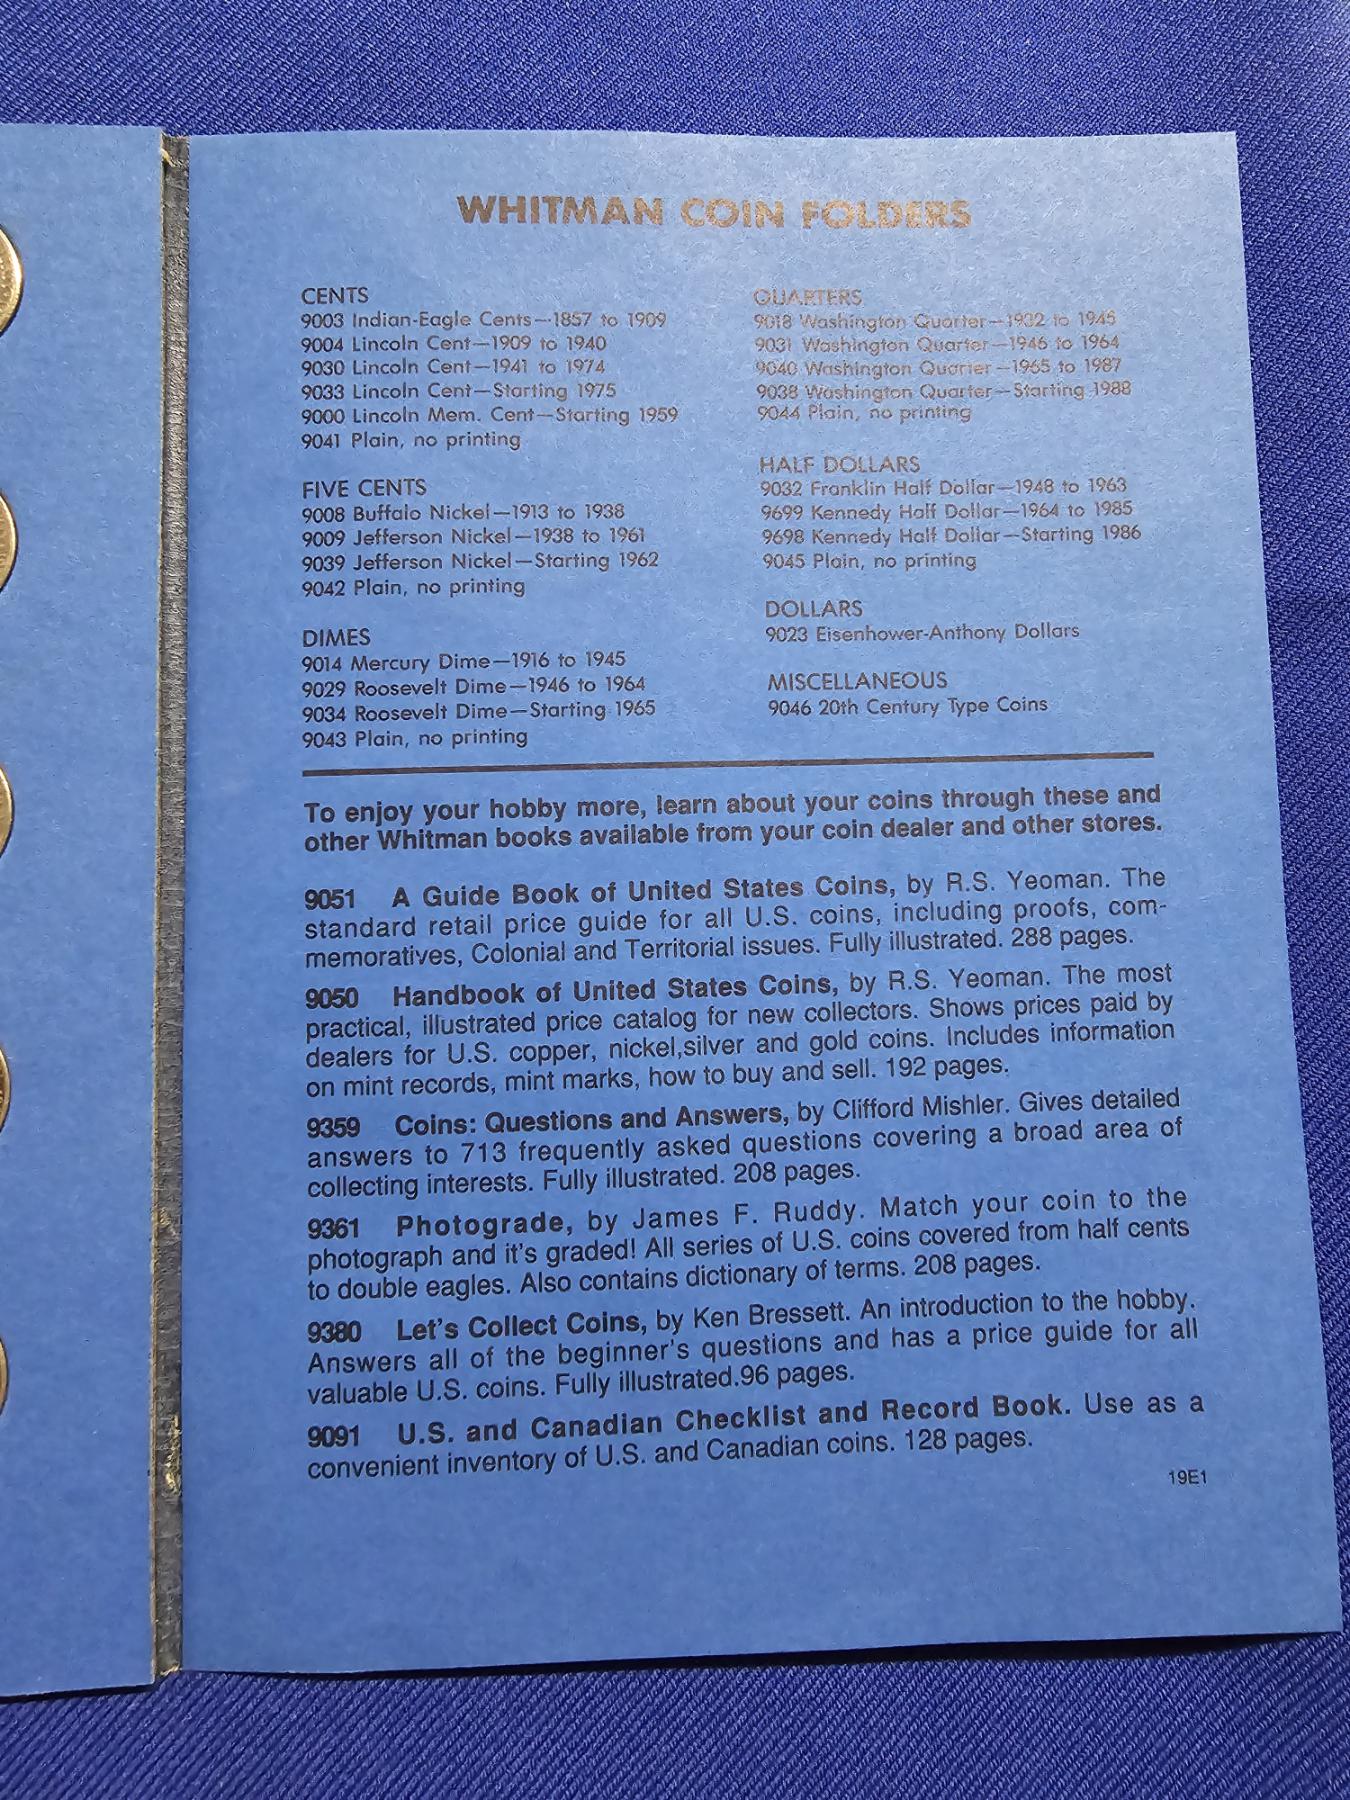 WHITMAN COIN FOLDERS
CENTS
9003 Indian-Eagle Cents—1857 to 1909
9004 Lincoln Cent—1909 to 1940
9030 Lincoln Cent—1941 to 1974
9033 Lincoln Cent—Starting 1975
9000 Lincoln Mem. Cent—Starting 1959
9041 Plain, no printing
FIVE CENTS
9008 Buffalo Nickel—1913 to 1938
9009 Jefferson Nickel—1938 to 1961
9039 Jefferson Nickel—Starting 1962
9042 Plain, no printing
DIMES
9014 Mercury Dime—1916 to 1945
9029 Roosevelt Dime—1946 to 1964
9034 Roosevelt Dime—Starting 1965
9043 Plain, no printing
QUARTERS
9018 Washington Quarter—1932 to 1945
9031 Washington Quarter—1946 to 1964
9040 Washington Quarter—1965 to 1987
9038 Washington Quarter—Starting 1988
9044 Plain, no printing
HALF DOLLARS
9032 Franklin Half Dollar—1948 to 1963
9699 Kennedy Half Dollar—1964 to 1985
9698 Kennedy Half Dollar—Starting 1986
9045 Plain, no printing
DOLLARS
9023 Eisenhower-Anthony Dollars
MISCELLANEOUS
9046 20th Century Type Coins
To enjoy your hobby more, learn about your coins through these and
other Whitman books available from your coin dealer and other stores.
9051 A Guide Book of United States Coins, by R.S. Yeoman. The
standard retail price guide for all U.S. coins, including proofs, com-
memoratives, Colonial and Territorial issues. Fully illustrated. 288 pages.
9050 Handbook of United States Coins, by R.S. Yeoman. The most
practical, illustrated price catalog for new collectors. Shows prices paid by
dealers for U.S. copper, nickel,silver and gold coins. Includes information
on mint records, mint marks, how to buy and sell. 192 pages.
9359 Coins: Questions and Answers, by Clifford Mishler. Gives detailed
answers to 713 frequently asked questions covering a broad area of
collecting interests. Fully illustrated. 208 pages.
9361 Photograde, by James F. Ruddy. Match your coin to the
photograph and it's graded! All series of U.S. coins covered from half cents
to double eagles. Also contains dictionary of terms. 208 pages.
9380 Let's Collect Coins, by Ken Bressett. An introduction to the hobby.
Answers all of the beginner's questions and has a price guide for all
valuable U.S. coins. Fully illustrated.96 pages.
9091 U.S. and Canadian Checklist and Record Book. Use as a
convenient inventory of U.S. and Canadian coins. 128 pages.
19E1